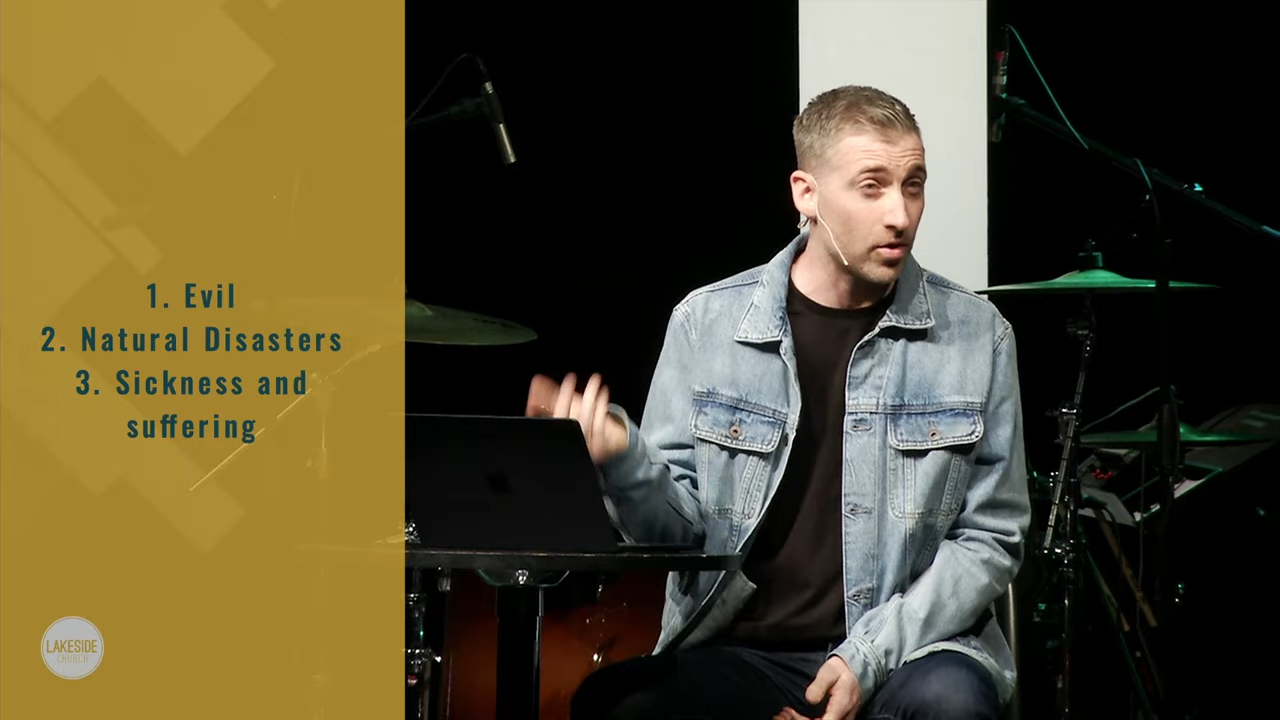 1. Evil
2. Natural Disasters
3. Sickness and
suffering
LAKESIDE
CHURCH